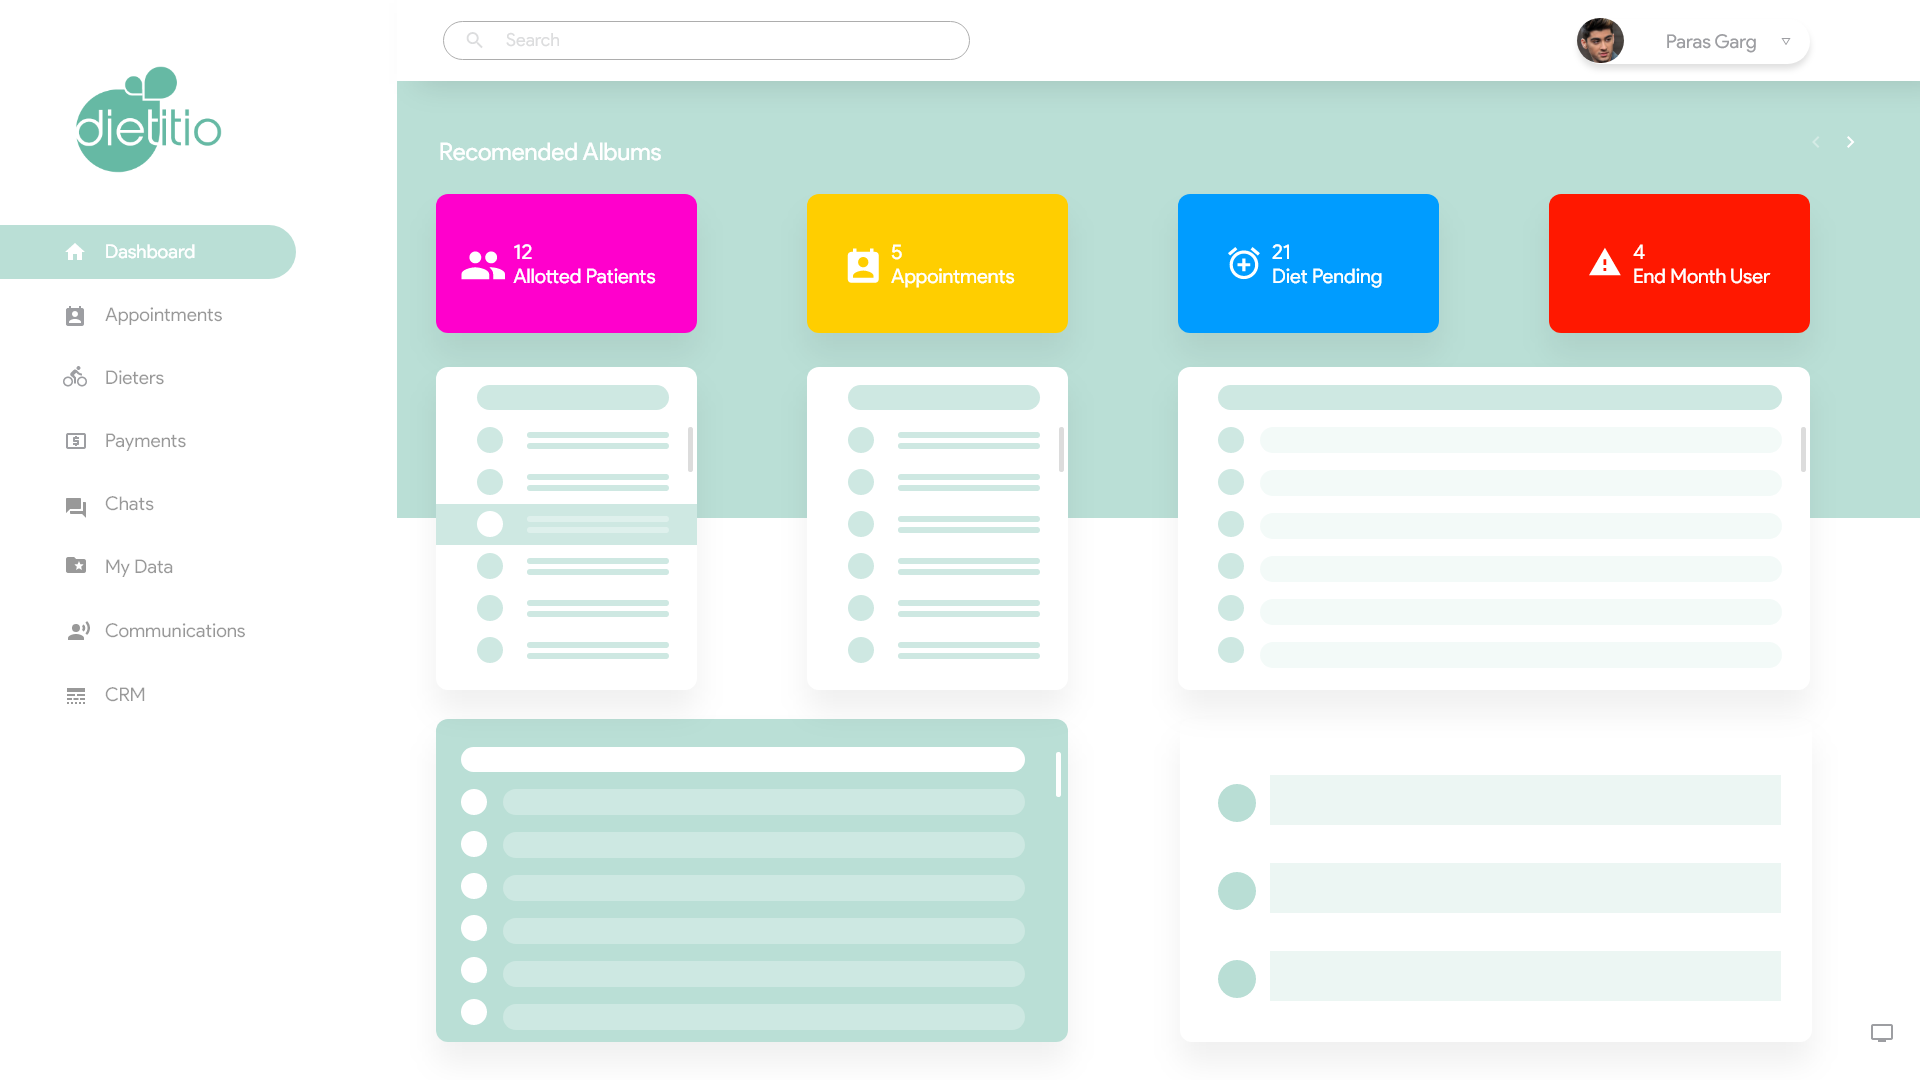 Search
Paras Garg
dietitio
Recomended Albums
12
Allotted Patients
5
Appointments
21
Diet Pending
4
End Month User
Dashboard
Appointments
Dieters
Payments
Chats
My Data
Communications
CRM